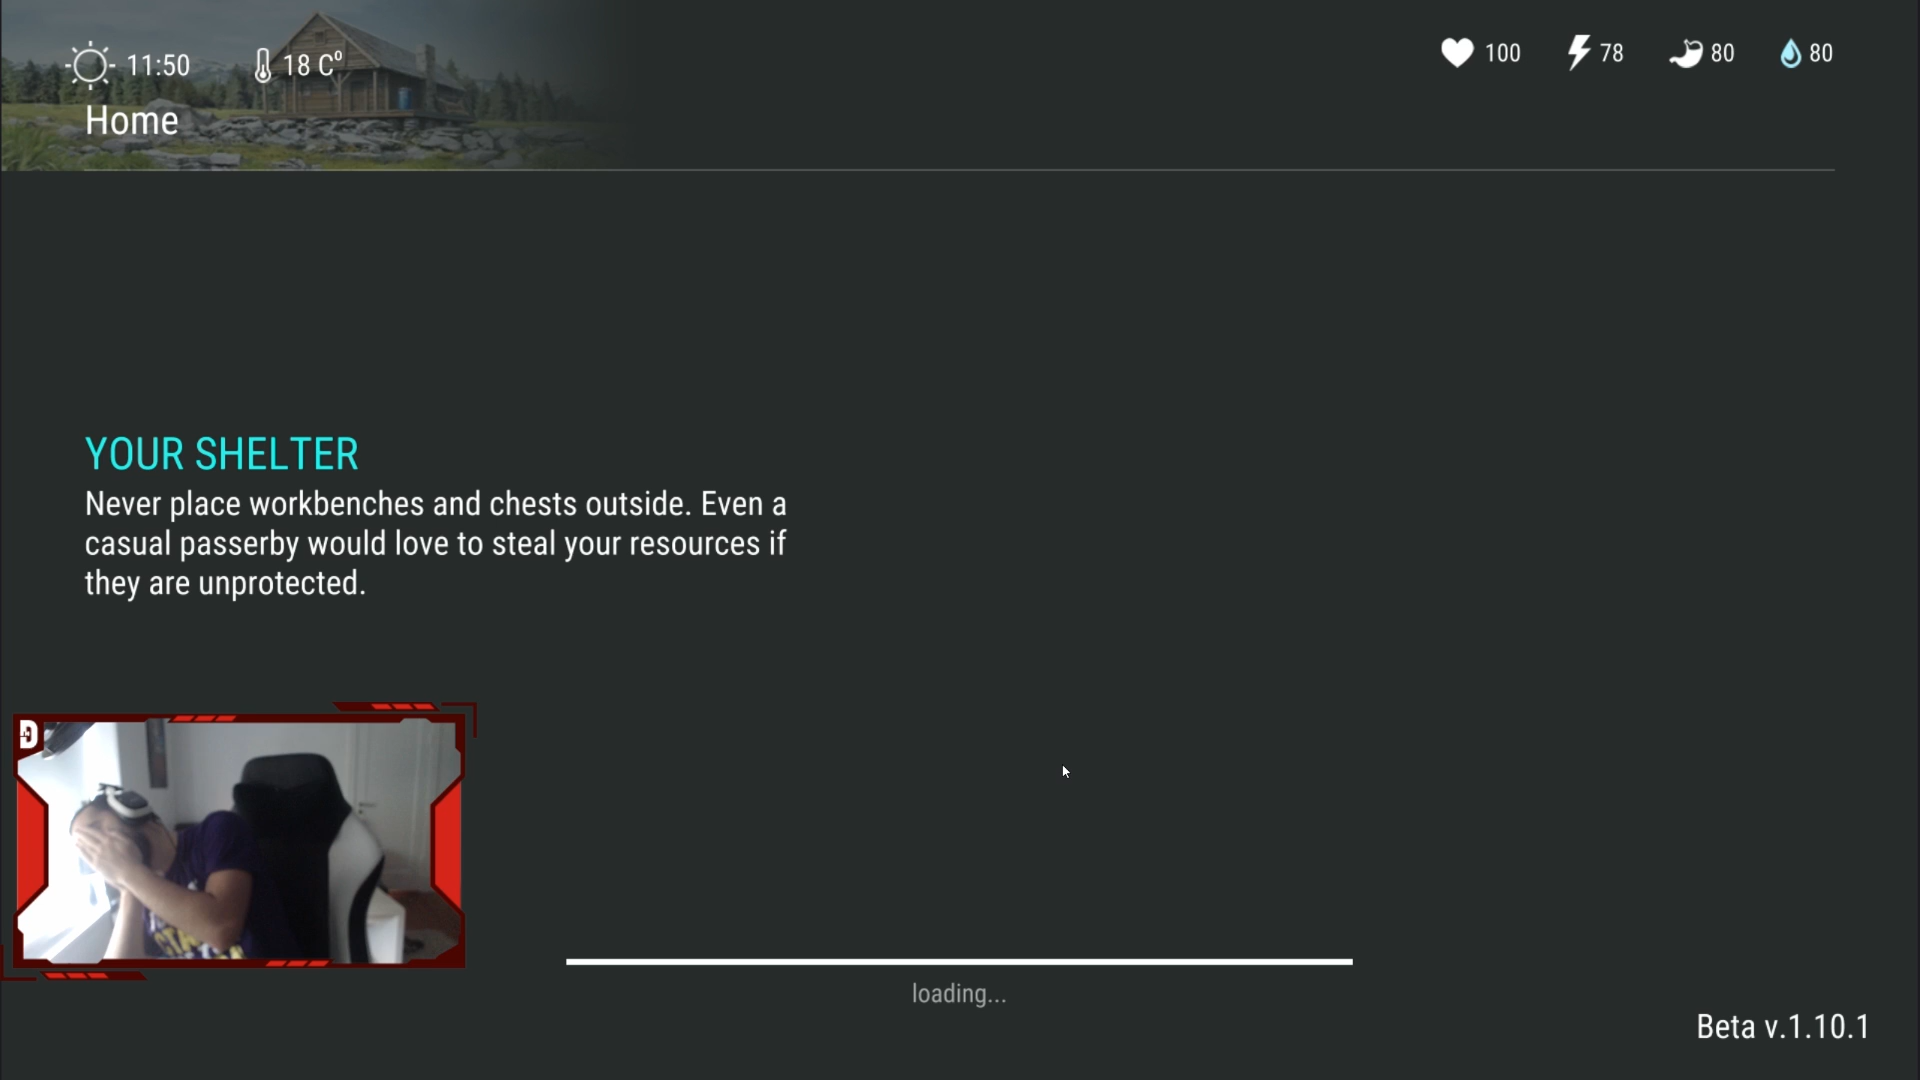 11:50
18 C⁰
Home
100
78
80
80
YOUR SHELTER
Never place workbenches and chests outside. Even a
casual passerby would love to steal your resources if
they are unprotected.
D
loading...
Beta v.1.10.1